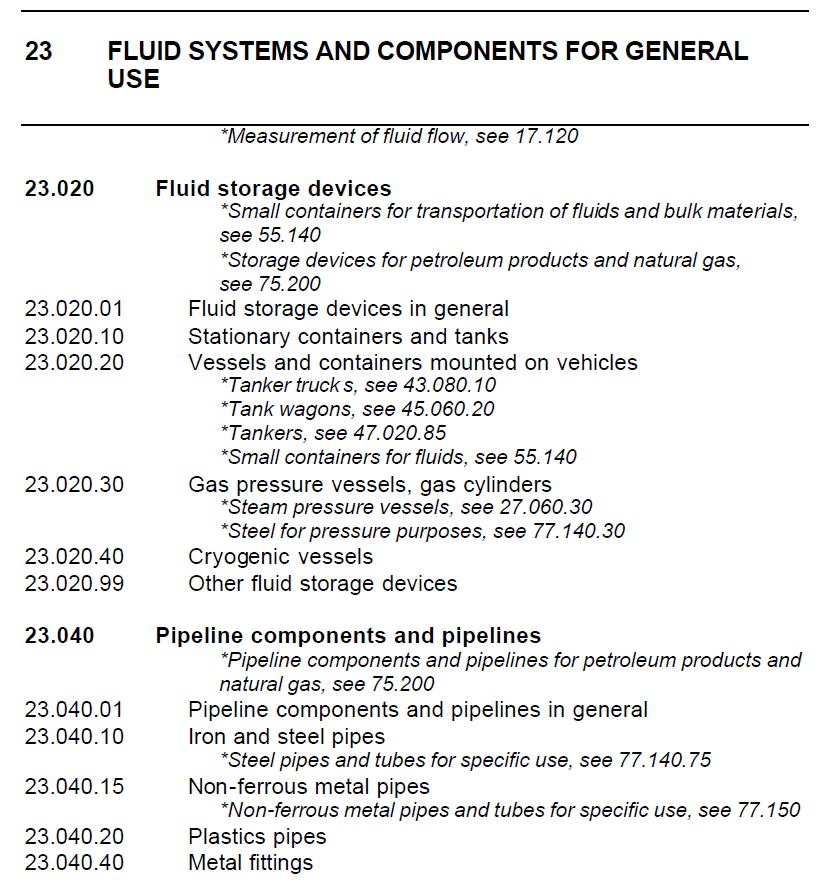 23 FLUID SYSTEMS AND COMPONENTS FOR GENERAL
USE
*Measurement of fluid flow, see 17.120
23.020 Fluid storage devices
*Small containers for transportation of fluids and bulk materials,
see 55.140
*Storage devices for petroleum products and natural gas,
see 75.200
23.020.01 Fluid storage devices in general
23.020.10 Stationary containers and tanks
23.020.20 Vessels and containers mounted on vehicles
*Tanker trucks, see 43.080.10
*Tank wagons, see 45.060.20
*Tankers, see 47.020.85
*Small containers for fluids, see 55.140
23.020.30 Gas pressure vessels, gas cylinders
*Steam pressure vessels, see 27.060.30
*Steel for pressure purposes, see 77.140.30
23.020.40 Cryogenic vessels
23.020.99 Other fluid storage devices
23.040 Pipeline components and pipelines
*Pipeline components and pipelines for petroleum products and
natural gas, see 75.200
23.040.01 Pipeline components and pipelines in general
23.040.10 Iron and steel pipes
*Steel pipes and tubes for specific use, see 77.140.75
23.040.15 Non-ferrous metal pipes
*Non-ferrous metal pipes and tubes for specific use, see 77.150
23.040.20 Plastics pipes
23.040.40 Metal fittings